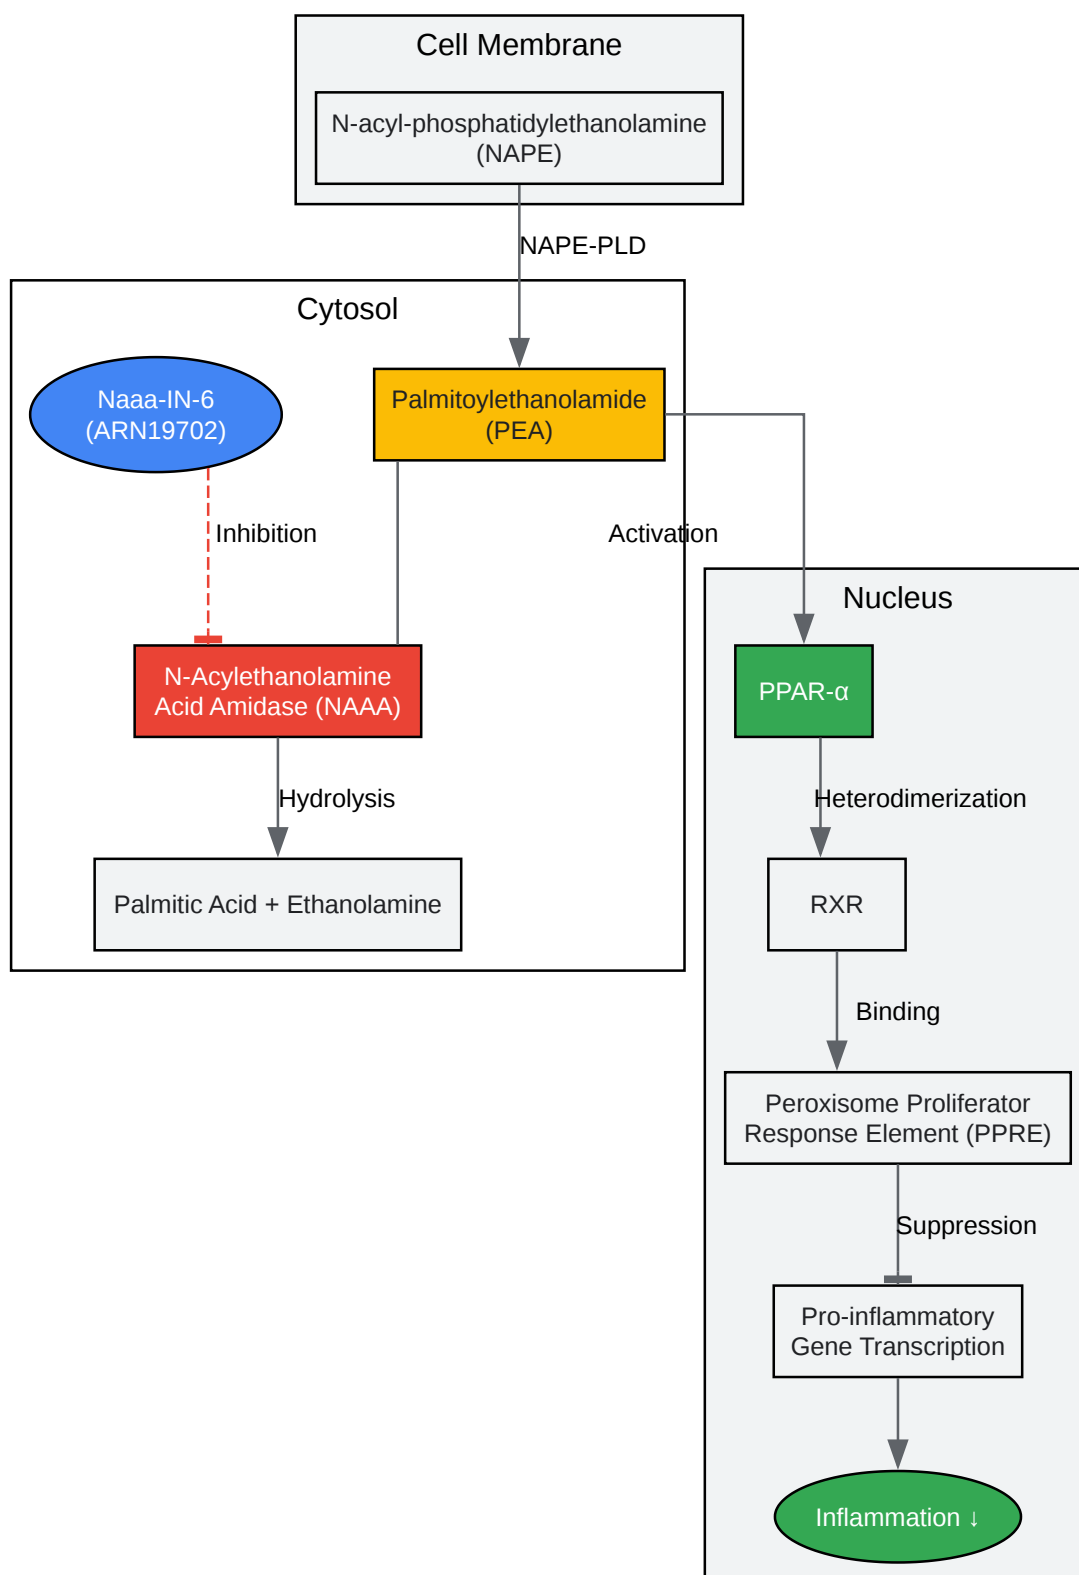 Cell Membrane
N-acyl-phosphatidylethanolamine
(NAPE)
NAPE-PLD
Cytosol
Naaa-IN-6
(ARN19702)
Palmitoylethanolamide
(PEA)
Inhibition
Activation
Nucleus
N-Acylethanolamine
Acid Amidase (NAAA)
PPAR-α
Hydrolysis
Heterodimerization
Palmitic Acid + Ethanolamine
RXR
Binding
Peroxisome Proliferator
Response Element (PPRE)
Suppression
Pro-inflammatory
Gene Transcription
Inflammation ↓